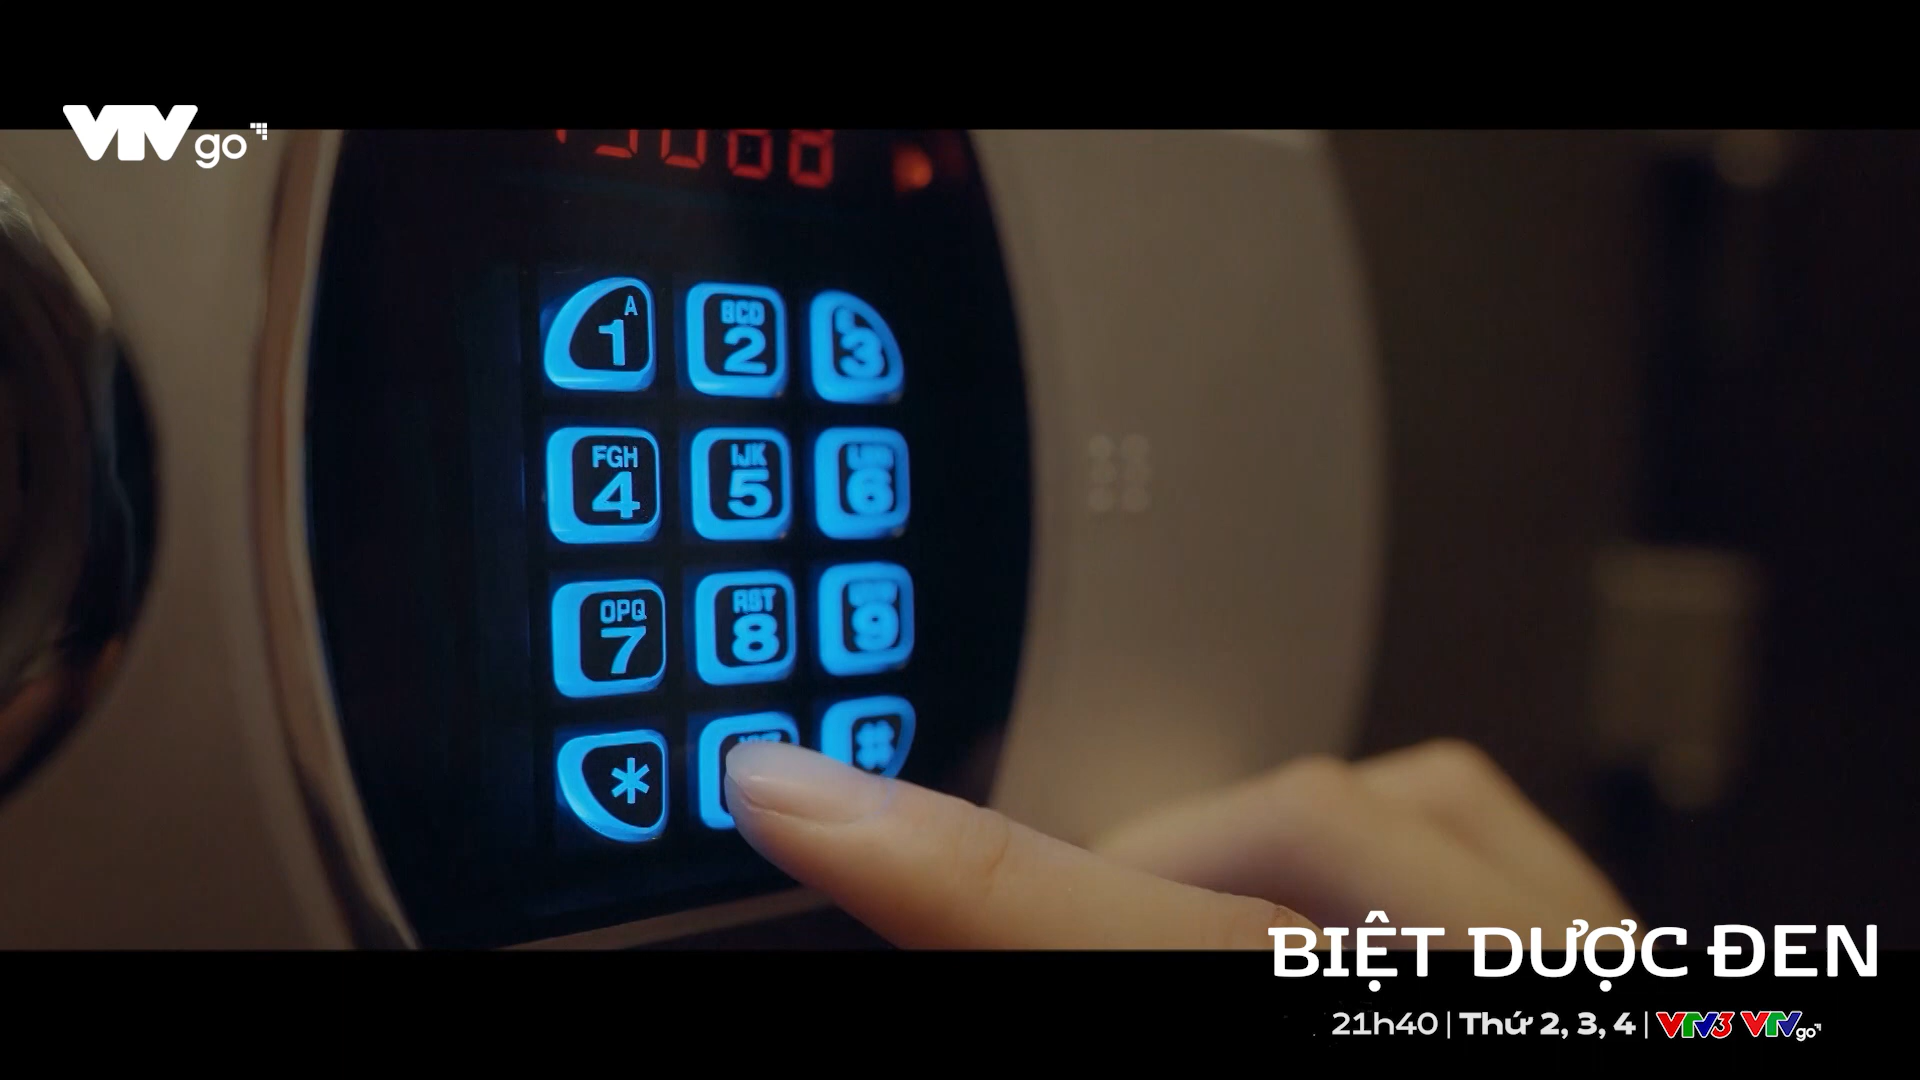 VTVgo
A
1
BCD
2
3
FGH
4
IJK
5
6
OPQ
7
RST
8
9
*
#
BIỆT DƯỢC ĐEN
21h40 | Thứ 2, 3, 4 | VTV3 VTVgo